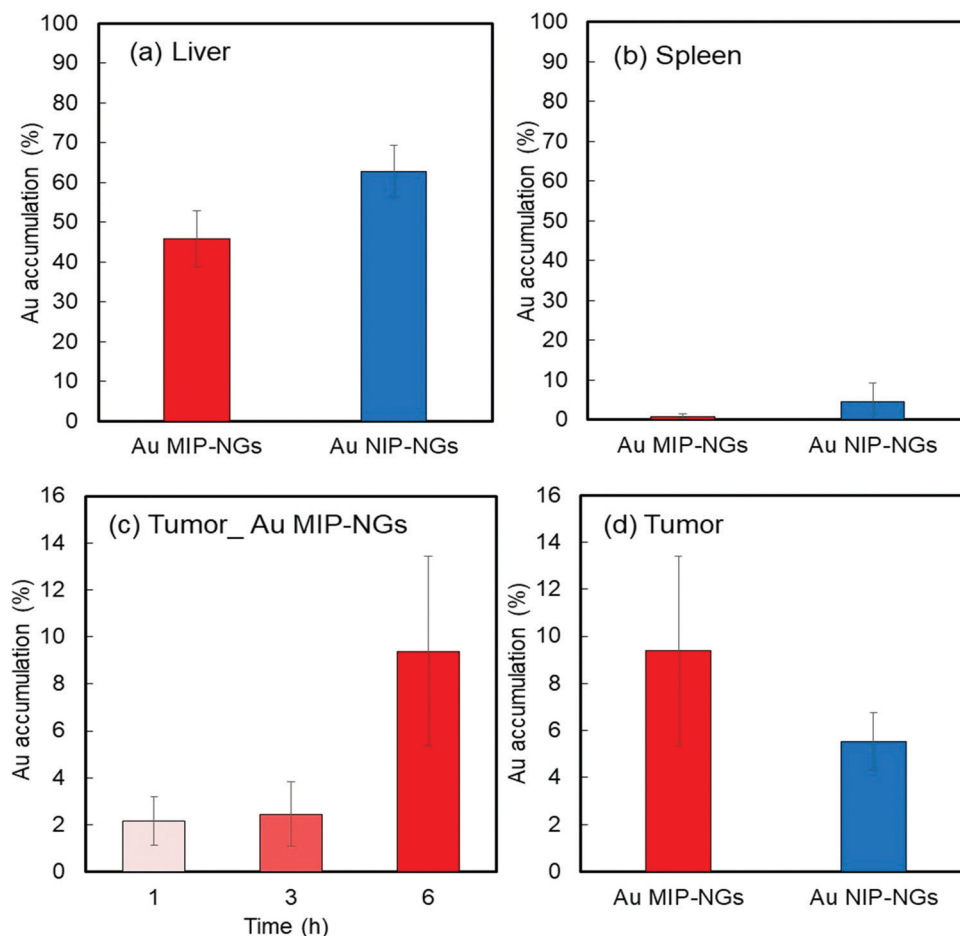 (a) Liver
Au accumulation (%)
100
90
80
70
60
50
40
30
20
10
0
Au MIP-NGs
Au NIP-NGs
(b) Spleen
Au accumulation (%)
100
90
80
70
60
50
40
30
20
10
0
Au MIP-NGs
Au NIP-NGs
(c) Tumor_ Au MIP-NGs
Au accumulation (%)
16
14
12
10
8
6
4
2
0
1
3
6
Time (h)
(d) Tumor
Au accumulation (%)
16
14
12
10
8
6
4
2
0
Au MIP-NGs
Au NIP-NGs